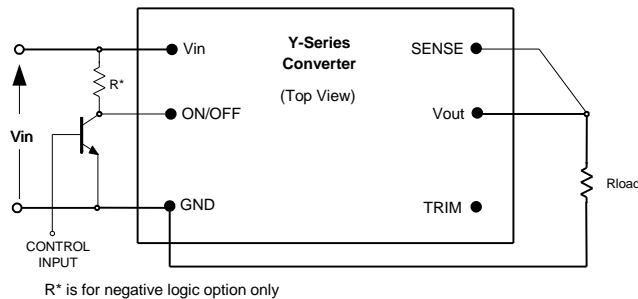 Y-Series
Converter
(Top View)
Vin
SENSE
R*
ON/OFF
Vout
Vin
Rload
GND
TRIM
CONTROL
INPUT
R* is for negative logic option only